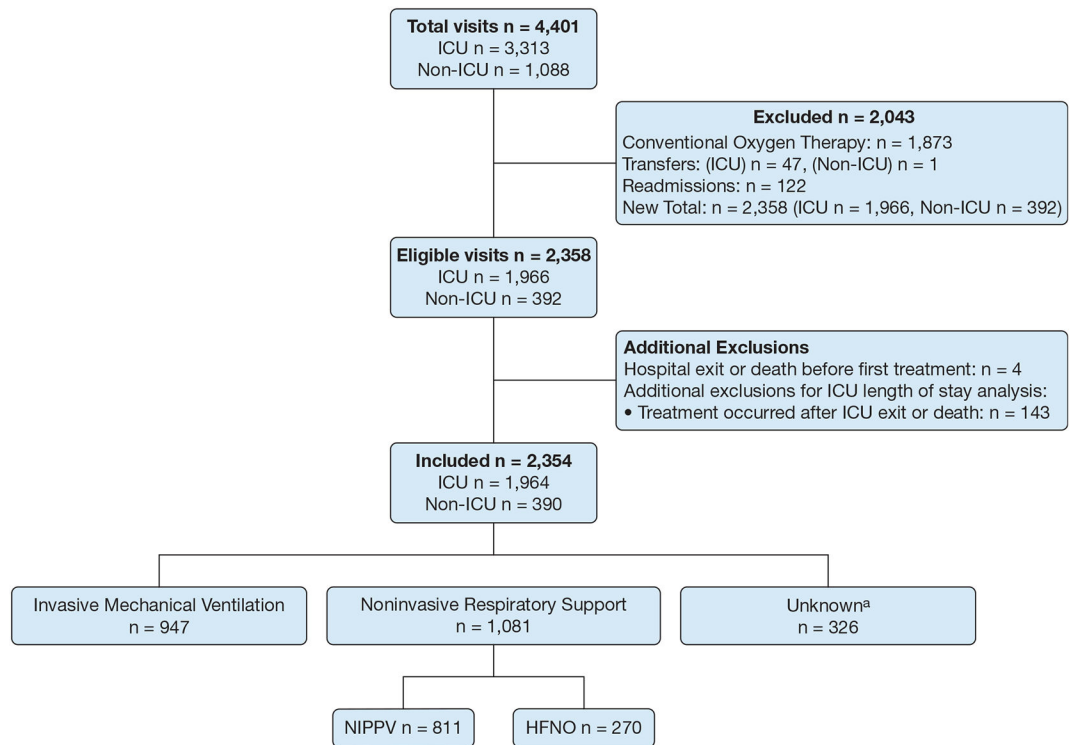 Total visits n = 4,401
ICU n = 3,313
Non-ICU n = 1,088
Excluded n = 2,043
Conventional Oxygen Therapy: n = 1,873
Transfers: (ICU) n = 47, (Non-ICU) n = 1
Readmissions: n = 122
New Total: n = 2,358 (ICU n = 1,966, Non-ICU n = 392)
Eligible visits n = 2,358
ICU n = 1,966
Non-ICU n = 392
Additional Exclusions
Hospital exit or death before first treatment: n = 4
Additional exclusions for ICU length of stay analysis:
• Treatment occurred after ICU exit or death: n = 143
Included n = 2,354
ICU n = 1,964
Non-ICU n = 390
Invasive Mechanical Ventilation
n = 947
Noninvasive Respiratory Support
n = 1,081
Unknownᵃ
n = 326
NIPPV n = 811
HFNO n = 270